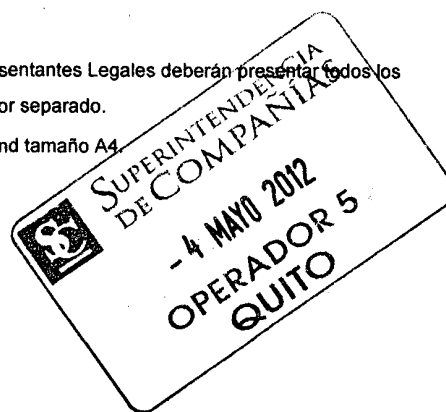 sentantes Legales deberán presentar todos los
or separado.
nd tamaño A4.
SUPERINTENDENCIA
DE COMPAÑÍAS
- 4 MAYO 2012
OPERADOR 5
QUITO